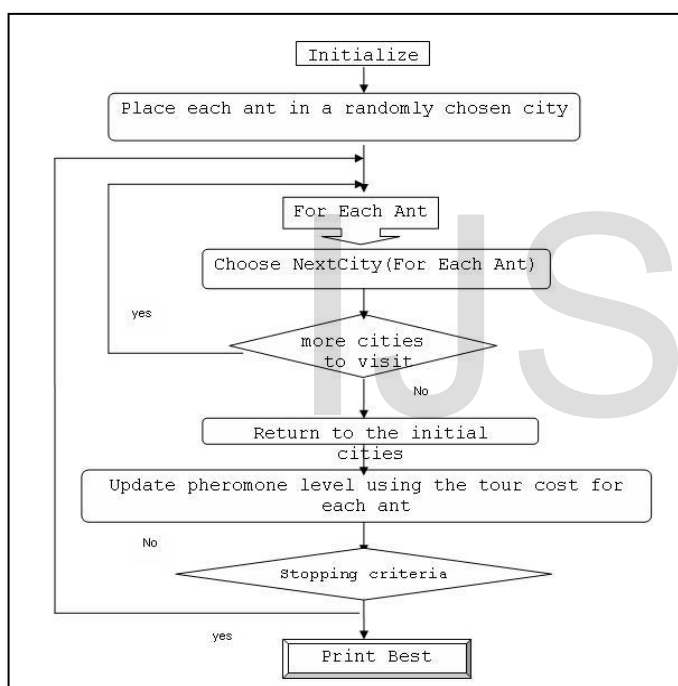 Initialize
Place each ant in a randomly chosen city
For Each Ant
Choose NextCity(For Each Ant)
yes
more cities
to visit
No
Return to the initial
cities
Update pheromone level using the tour cost for
each ant
No
Stopping criteria
yes
Print Best
IJS